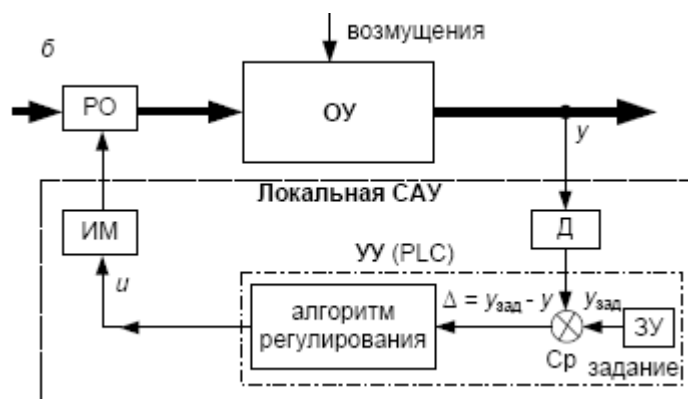 возмущения
б
РО
ОУ
y
Локальная САУ
ИМ
Д
УУ (PLC)
u
алгоритм
регулирования
Δ = yзад - y
yзад
ЗУ
Ср
задание